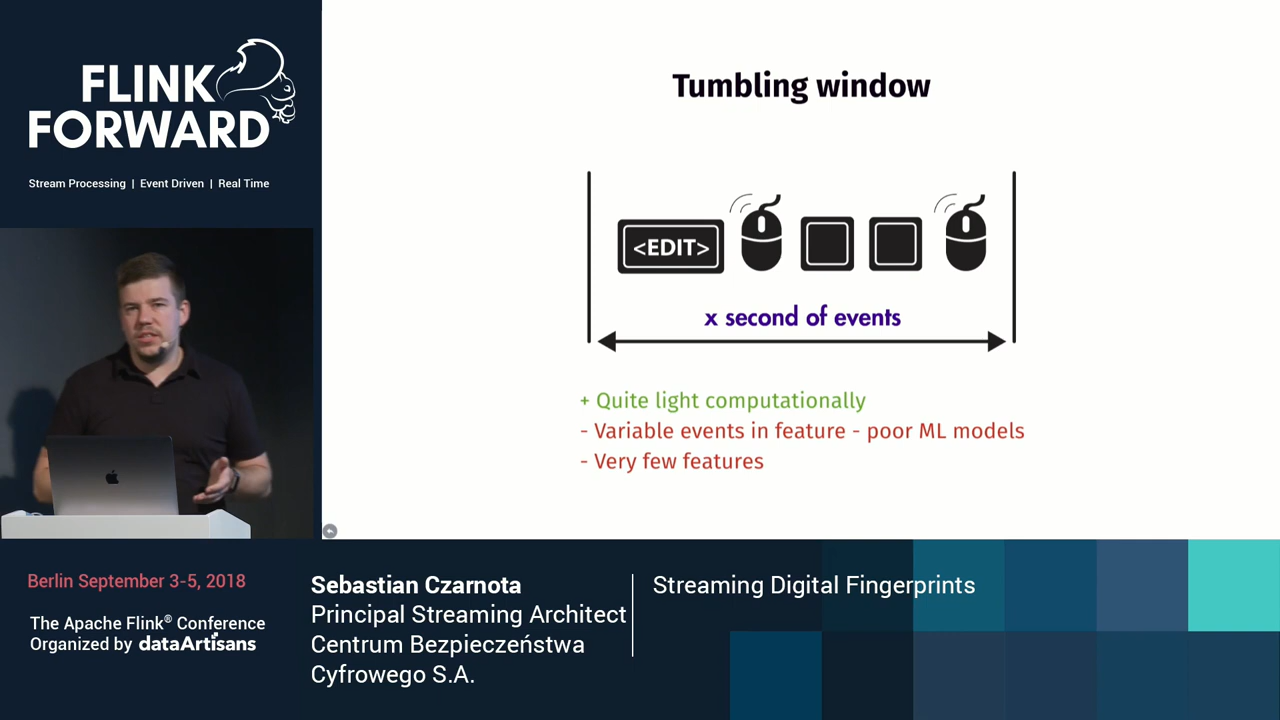 FLINK
FORWARD
Stream Processing | Event Driven | Real Time
Tumbling window
<EDIT>
x second of events
+ Quite light computationally
- Variable events in feature - poor ML models
- Very few features
Berlin September 3-5, 2018
The Apache Flink® Conference
Organized by dataArtisans
Sebastian Czarnota
Principal Streaming Architect
Centrum Bezpieczeństwa
Cyfrowego S.A.
Streaming Digital Fingerprints